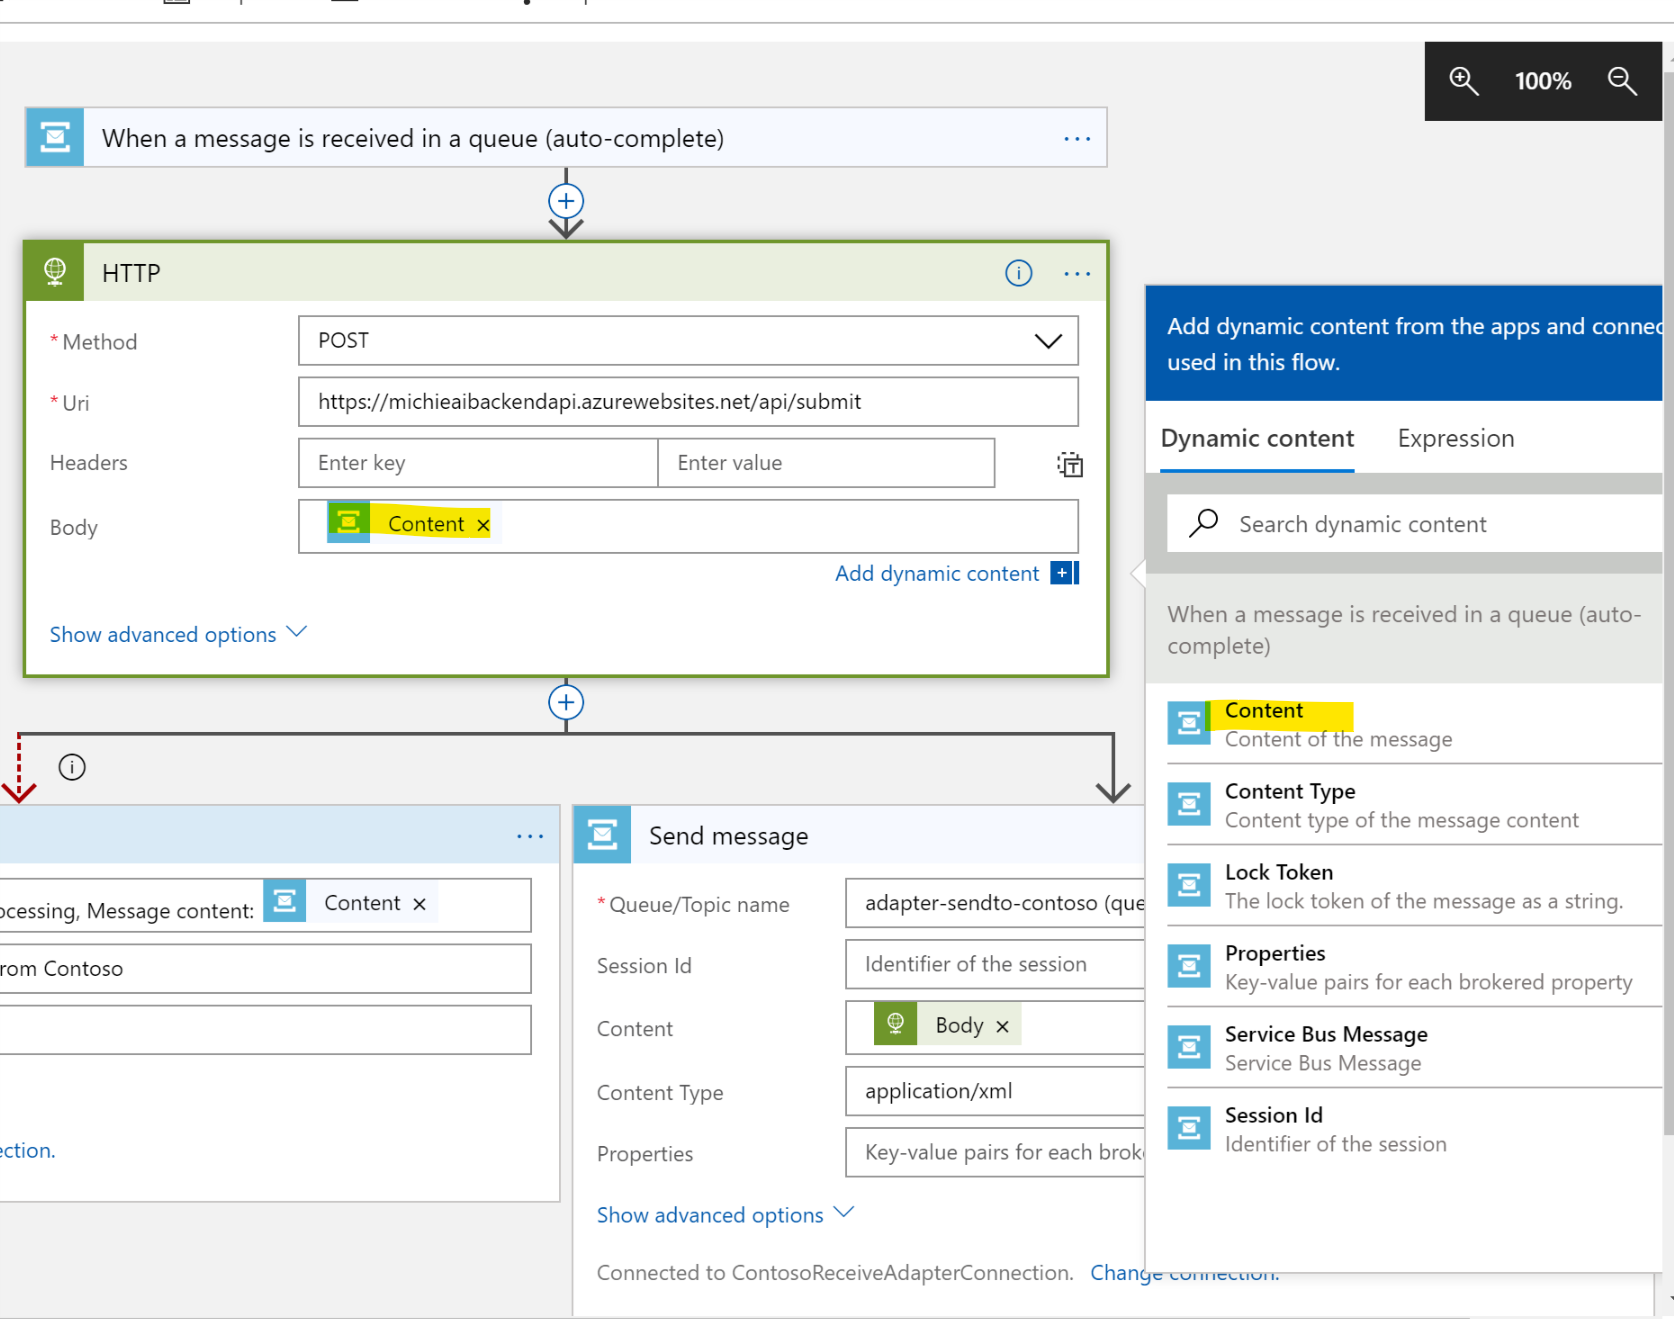 100%
When a message is received in a queue (auto-complete)
HTTP
* Method
POST
* Uri
https://michieaibackendapi.azurewebsites.net/api/submit
Headers
Enter key
Enter value
Body
Content ×
Add dynamic content
Show advanced options
Add dynamic content from the apps and connec
used in this flow.
Dynamic content
Expression
Search dynamic content
When a message is received in a queue (auto-
complete)
Content
Content of the message
Content Type
Content type of the message content
Lock Token
The lock token of the message as a string.
Properties
Key-value pairs for each brokered property
Service Bus Message
Service Bus Message
Session Id
Identifier of the session
ocessing, Message content: Content ×
rom Contoso
ection.
Send message
* Queue/Topic name
adapter-sendto-contoso (que
Session Id
Identifier of the session
Content
Body ×
Content Type
application/xml
Properties
Key-value pairs for each brok
Show advanced options
Connected to ContosoReceiveAdapterConnection. Change connection.